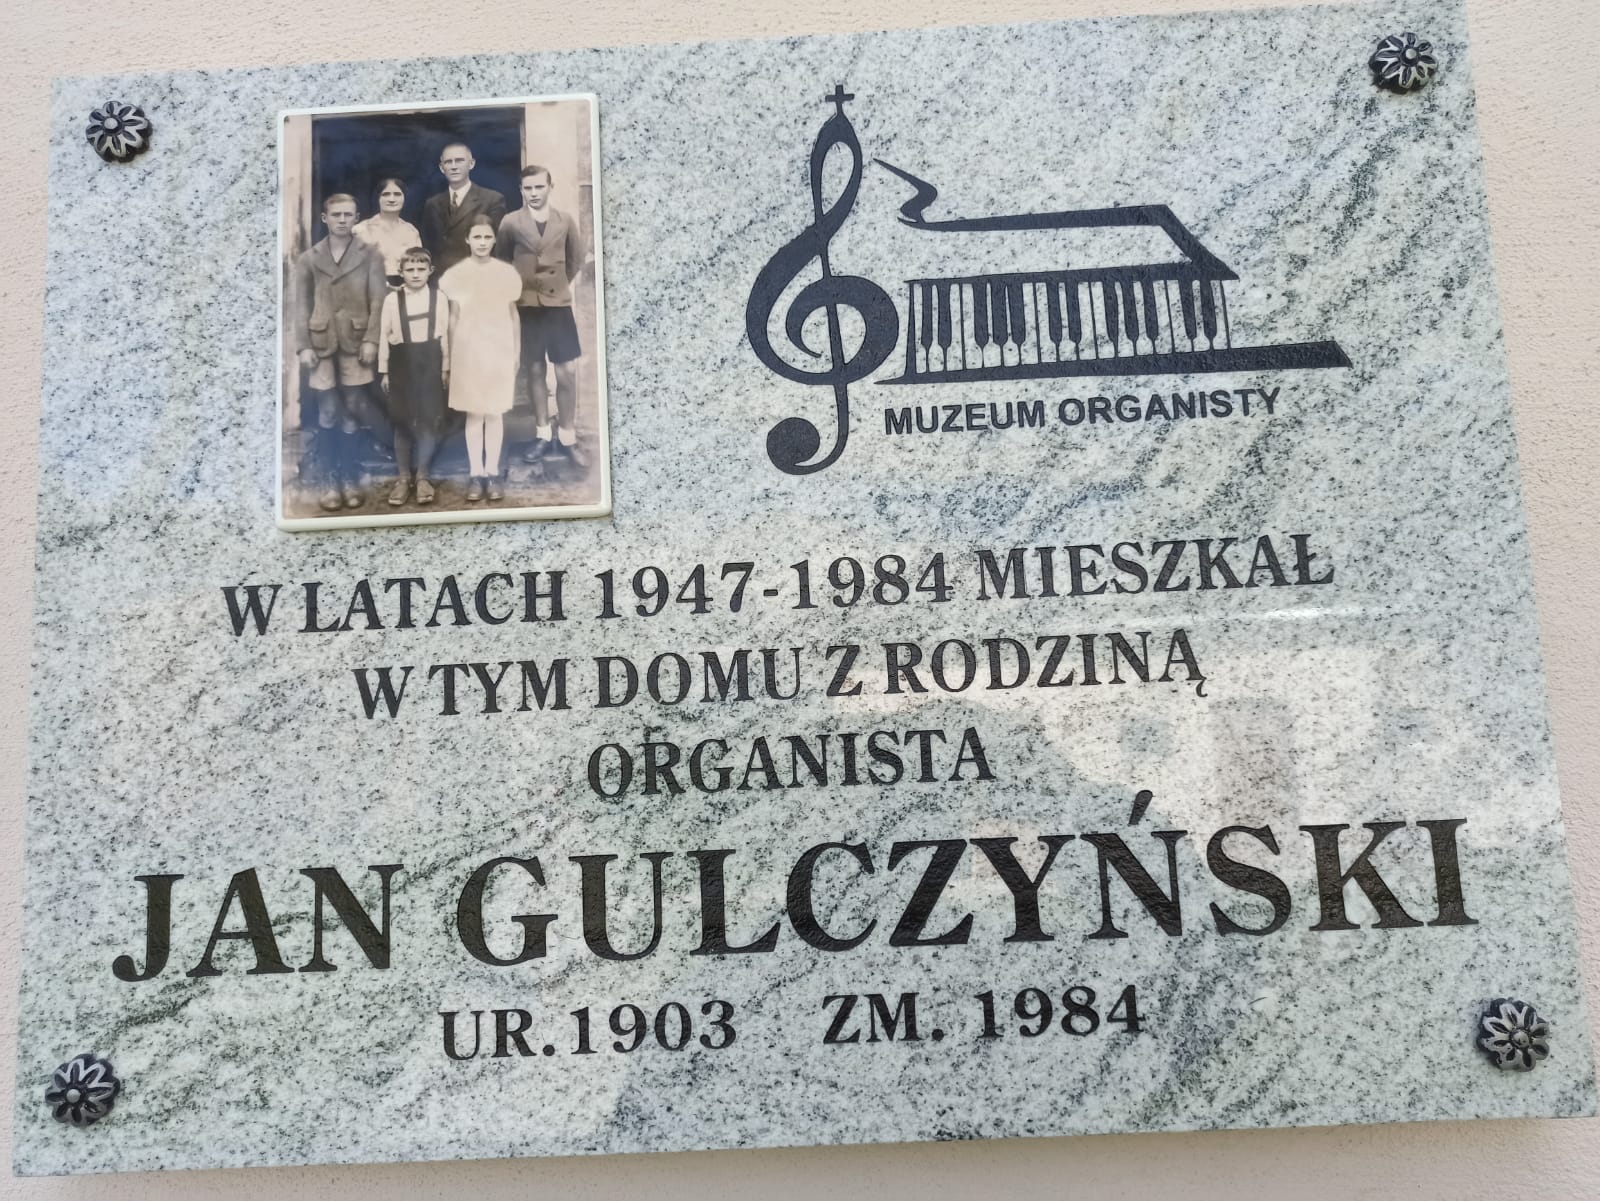 MUZEUM ORGANISTY
W LATACH 1947-1984 MIESZKAŁ
W TYM DOMU Z RODZINĄ
ORGANISTA
JAN GULCZYŃSKI
UR. 1903 ZM. 1984